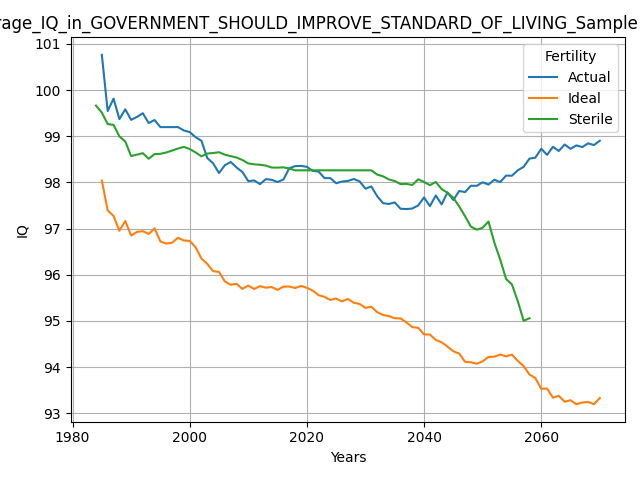 rage_IQ_in_GOVERNMENT_SHOULD_IMPROVE_STANDARD_OF_LIVING_Sample
101
100
99
98
97
96
95
94
93
IQ
1980
2000
2020
2040
2060
Years
Fertility
Actual
Ideal
Sterile